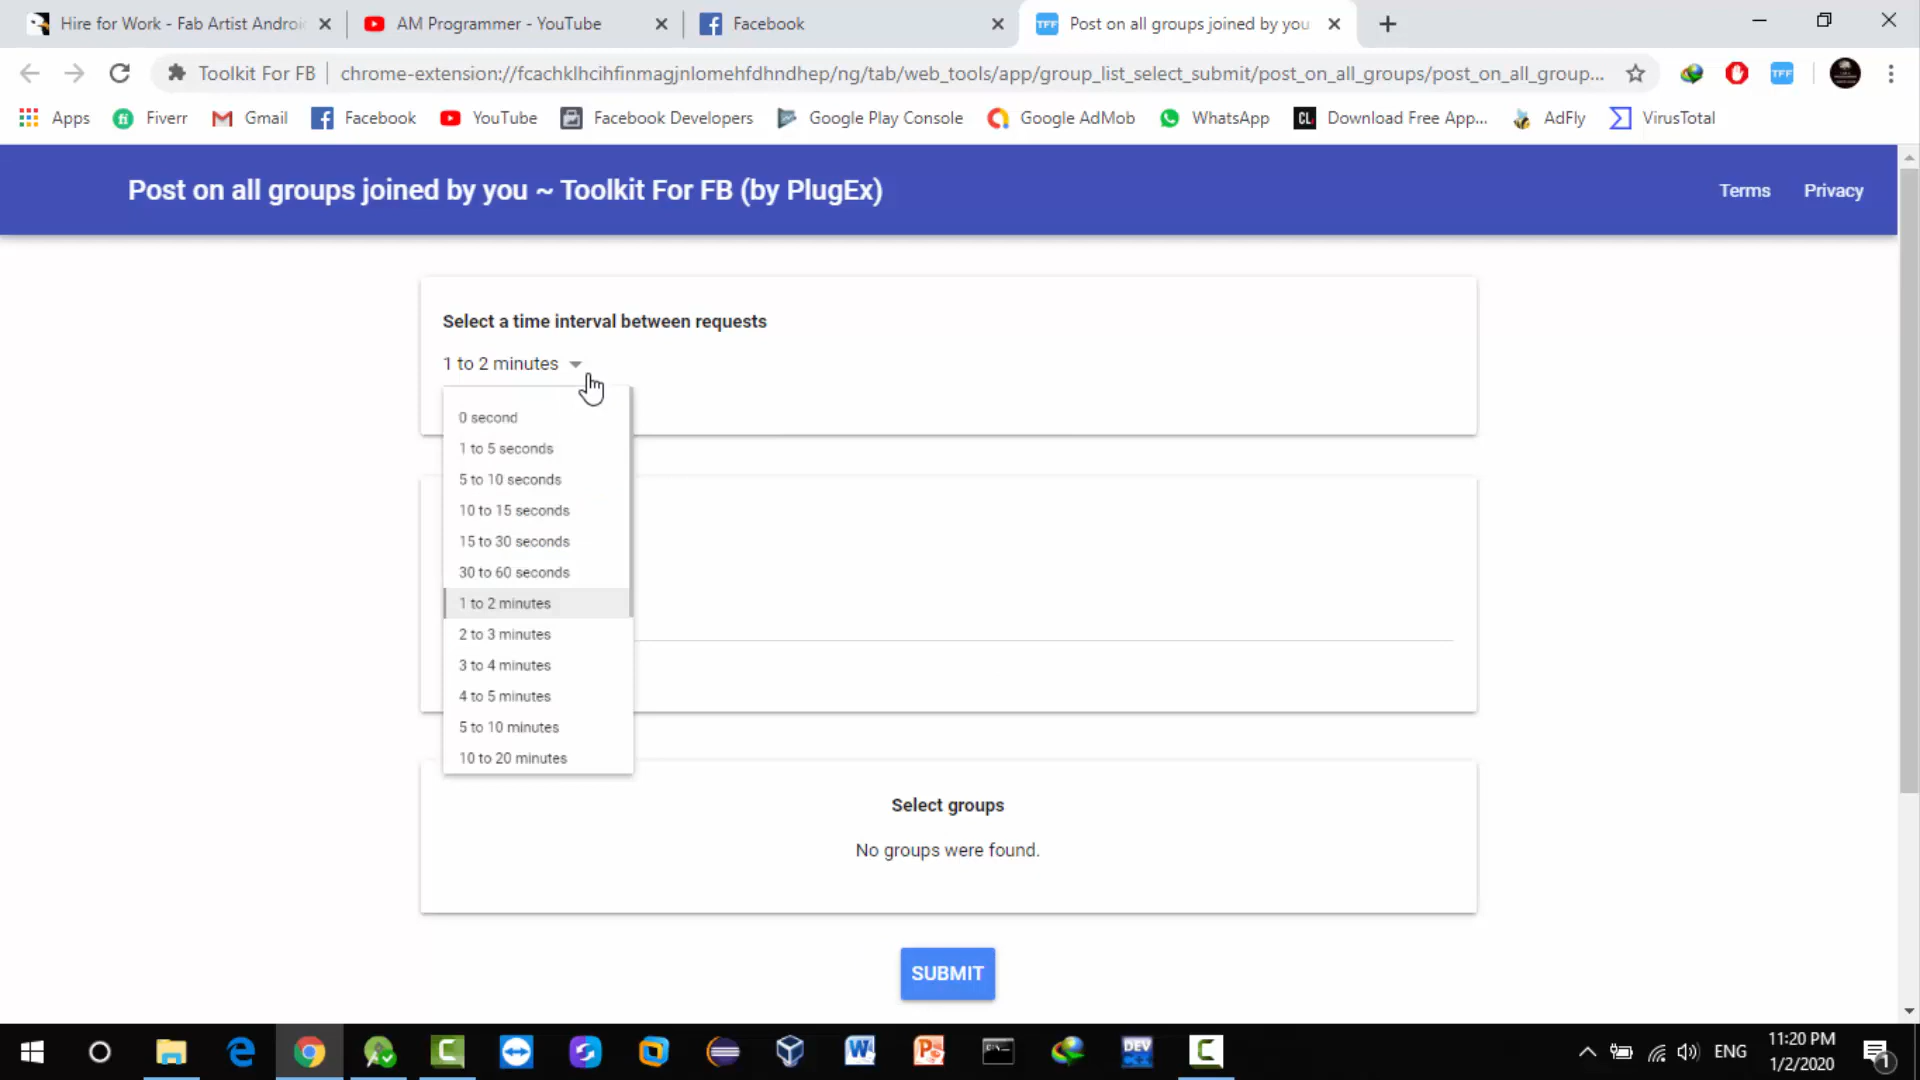 Hire for Work - Fab Artist Androi
AM Programmer - YouTube
Facebook
TFF
Post on all groups joined by you
Toolkit For FB
chrome-extension://fcachklhcihfinmagjnlomehfdhndhep/ng/tab/web_tools/app/group_list_select_submit/post_on_all_groups/post_on_all_group...
TFF
Apps
fi
Fiverr
Gmail
Facebook
YouTube
Facebook Developers
Google Play Console
Google AdMob
WhatsApp
CL
Download Free App...
AdFly
VirusTotal
Post on all groups joined by you ~ Toolkit For FB (by PlugEx)
Terms
Privacy
Select a time interval between requests
1 to 2 minutes
0 second
1 to 5 seconds
5 to 10 seconds
10 to 15 seconds
15 to 30 seconds
30 to 60 seconds
1 to 2 minutes
2 to 3 minutes
3 to 4 minutes
4 to 5 minutes
5 to 10 minutes
10 to 20 minutes
Select groups
No groups were found.
SUBMIT
DEV
C++
ENG
11:20 PM
1/2/2020
1